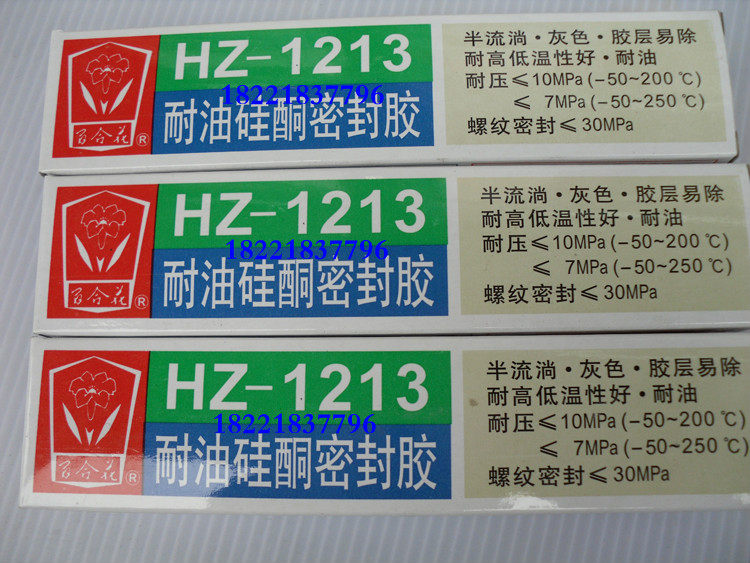 HZ-1213
18221837796
耐油硅酮密封胶
百合花®
半流淌·灰色·胶层易除
耐高低温性好·耐油
耐压≤10MPa(-50~200℃)
≤ 7MPa(-50~250℃)
螺纹密封≤30MPa
HZ-1213
18221837796
耐油硅酮密封胶
百合花®
半流淌·灰色·胶层易除
耐高低温性好·耐油
耐压≤10MPa(-50~200℃)
≤ 7MPa(-50~250℃)
螺纹密封≤30MPa
HZ-1213
18221837796
耐油硅酮密封胶
百合花®
半流淌·灰色·胶层易除
耐高低温性好·耐油
耐压≤10MPa(-50~200℃)
≤ 7MPa(-50~250℃)
螺纹密封≤30MPa